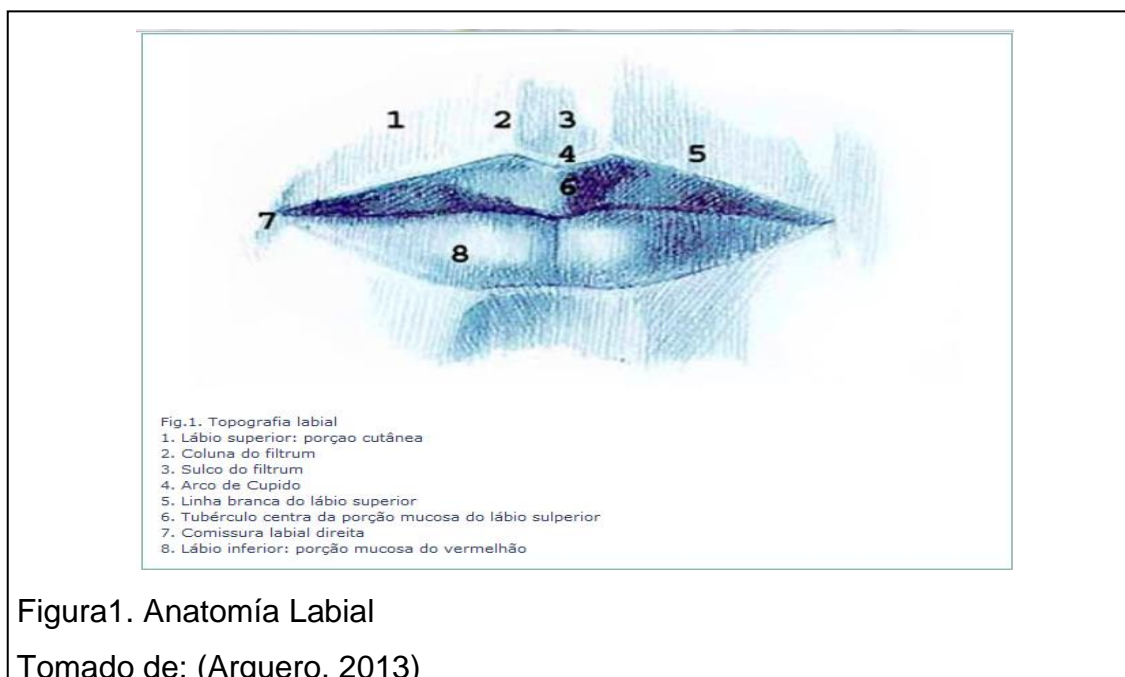 1 2 3
4 5
6
7
8
Fig.1. Topografia labial
1. Lábio superior: porçao cutânea
2. Coluna do filtrum
3. Sulco do filtrum
4. Arco de Cupido
5. Linha branca do lábio superior
6. Tubérculo centra da porção mucosa do lábio sulperior
7. Comissura labial direita
8. Lábio inferior: porção mucosa do vermelhão
Figura1. Anatomía Labial
Tomado de: (Arquero, 2013)